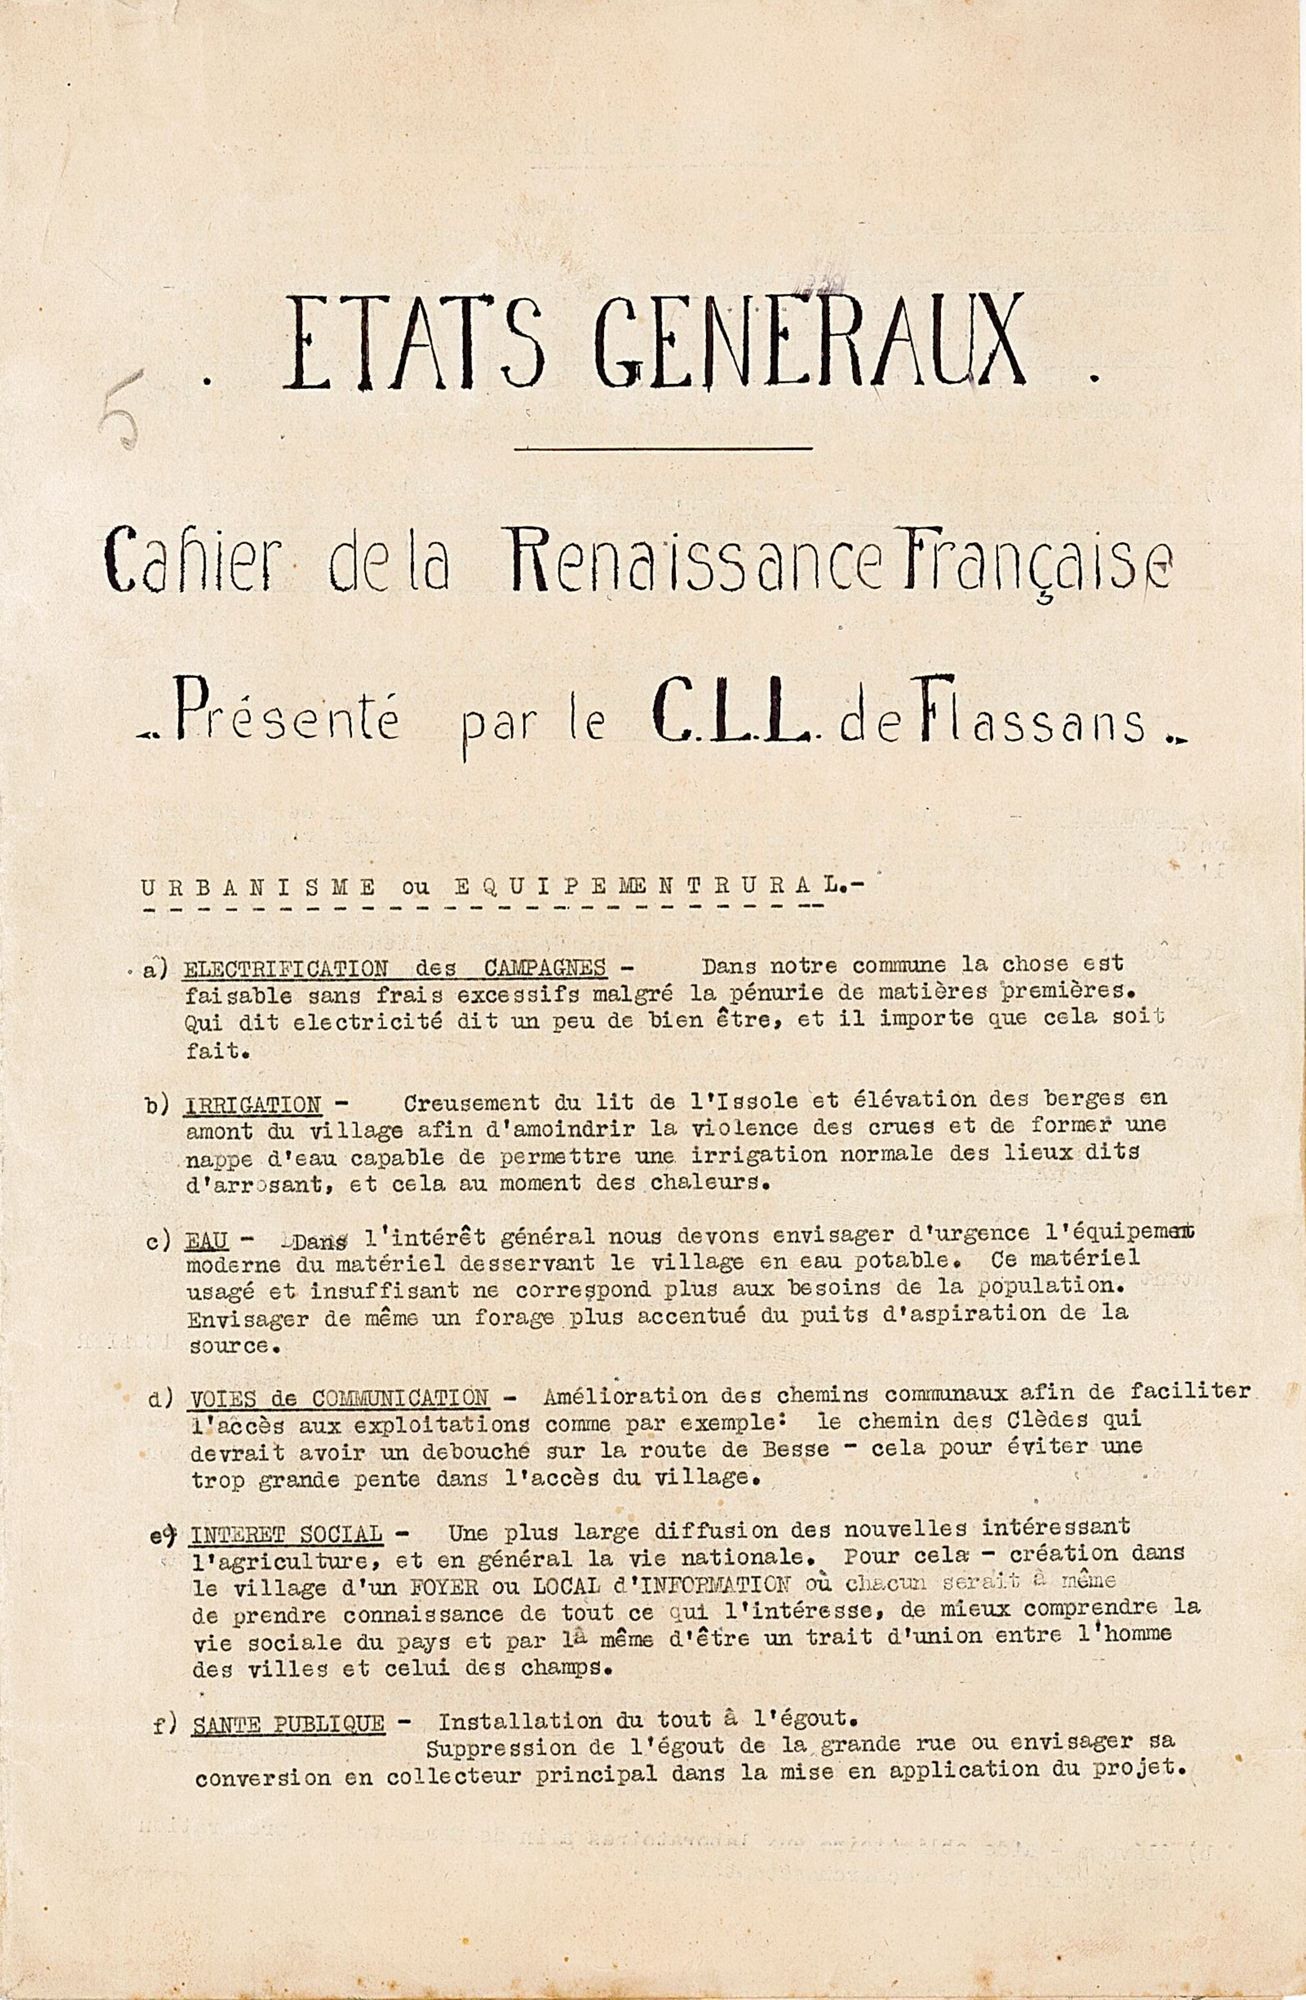 . ETATS GENERAUX .
5
Cahier de la Renaissance Française
.. Présenté par le C.L.L. de Flassans ..
URBANISME ou EQUIPEMENT RURAL.-
a) ELECTRIFICATION des CAMPAGNES - Dans notre commune la chose est
faisable sans frais excessifs malgré la pénurie de matières premières.
Qui dit electricité dit un peu de bien être, et il importe que cela soit
fait.
b) IRRIGATION - Creusement du lit de l'Issole et élévation des berges en
amont du village afin d'amoindrir la violence des crues et de former une
nappe d'eau capable de permettre une irrigation normale des lieux dits
d'arrosant, et cela au moment des chaleurs.
c) EAU - Dans l'intérêt général nous devons envisager d'urgence l'équipement
moderne du matériel desservant le village en eau potable. Ce matériel
usagé et insuffisant ne correspond plus aux besoins de la population.
Envisager de même un forage plus accentué du puits d'aspiration de la
source.
d) VOIES de COMMUNICATION - Amélioration des chemins communaux afin de faciliter
l'accès aux exploitations comme par exemple: le chemin des Clèdes qui
devrait avoir un debouché sur la route de Besse - cela pour éviter une
trop grande pente dans l'accès du village.
e) INTERET SOCIAL - Une plus large diffusion des nouvelles intéressant
l'agriculture, et en général la vie nationale. Pour cela - création dans
le village d'un FOYER ou LOCAL d'INFORMATION où chacun serait à même
de prendre connaissance de tout ce qui l'intéresse, de mieux comprendre la
vie sociale du pays et par là même d'être un trait d'union entre l'homme
des villes et celui des champs.
f) SANTE PUBLIQUE - Installation du tout à l'égout.
Suppression de l'égout de la grande rue ou envisager sa
conversion en collecteur principal dans la mise en application du projet.